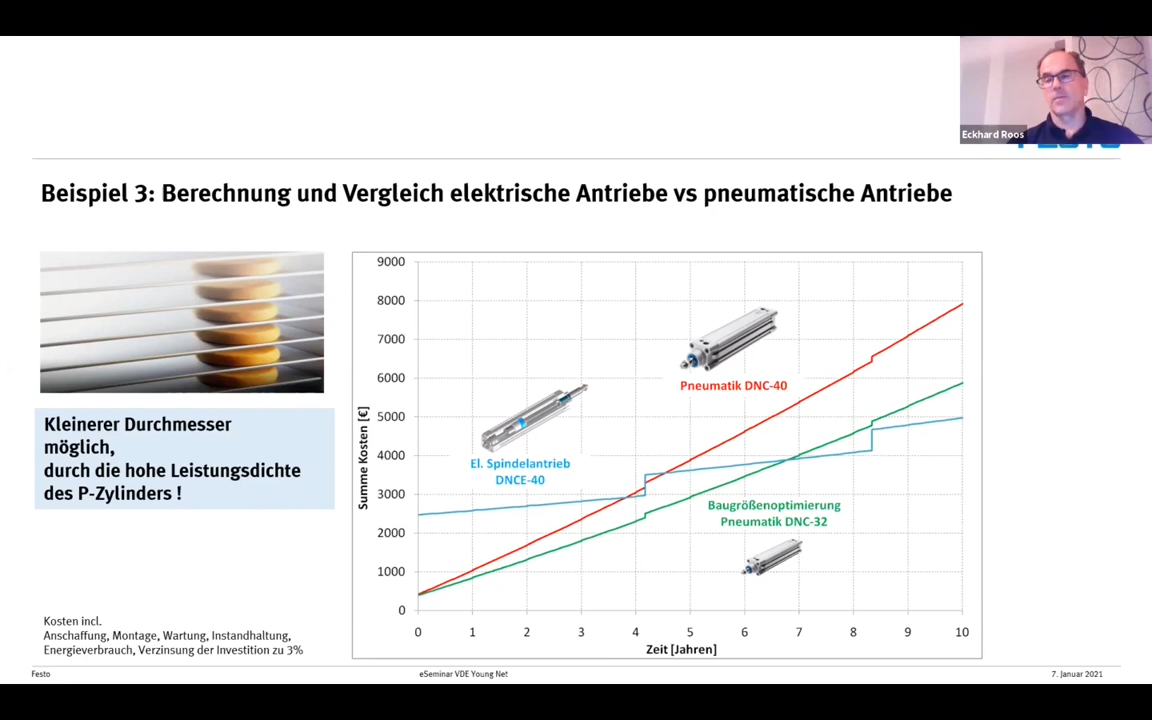 Eckhard Roos
Beispiel 3: Berechnung und Vergleich elektrische Antriebe vs pneumatische Antriebe
Kleinerer Durchmesser
möglich,
durch die hohe Leistungsdichte
des P-Zylinders !
Kosten incl.
Anschaffung, Montage, Wartung, Instandhaltung,
Energieverbrauch, Verzinsung der Investition zu 3%
Summe Kosten [€]
9000
8000
7000
6000
5000
4000
3000
2000
1000
0
Pneumatik DNC-40
El. Spindelantrieb
DNCE-40
Baugrößenoptimierung
Pneumatik DNC-32
0 1 2 3 4 5 6 7 8 9 10
Zeit [Jahren]
Festo
eSeminar VDE Young Net
7. Januar 2021